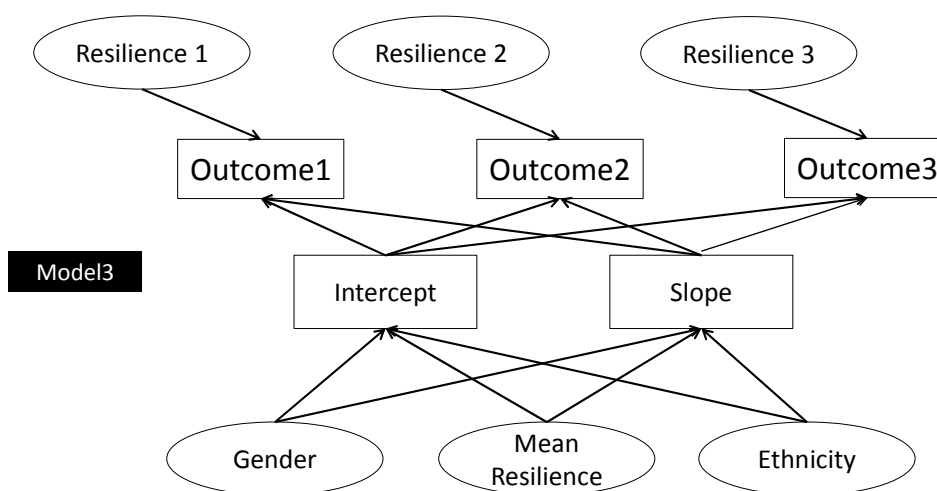 Resilience 1
Resilience 2
Resilience 3
Outcome1
Outcome2
Outcome3
Model3
Intercept
Slope
Gender
Mean
Resilience
Ethnicity